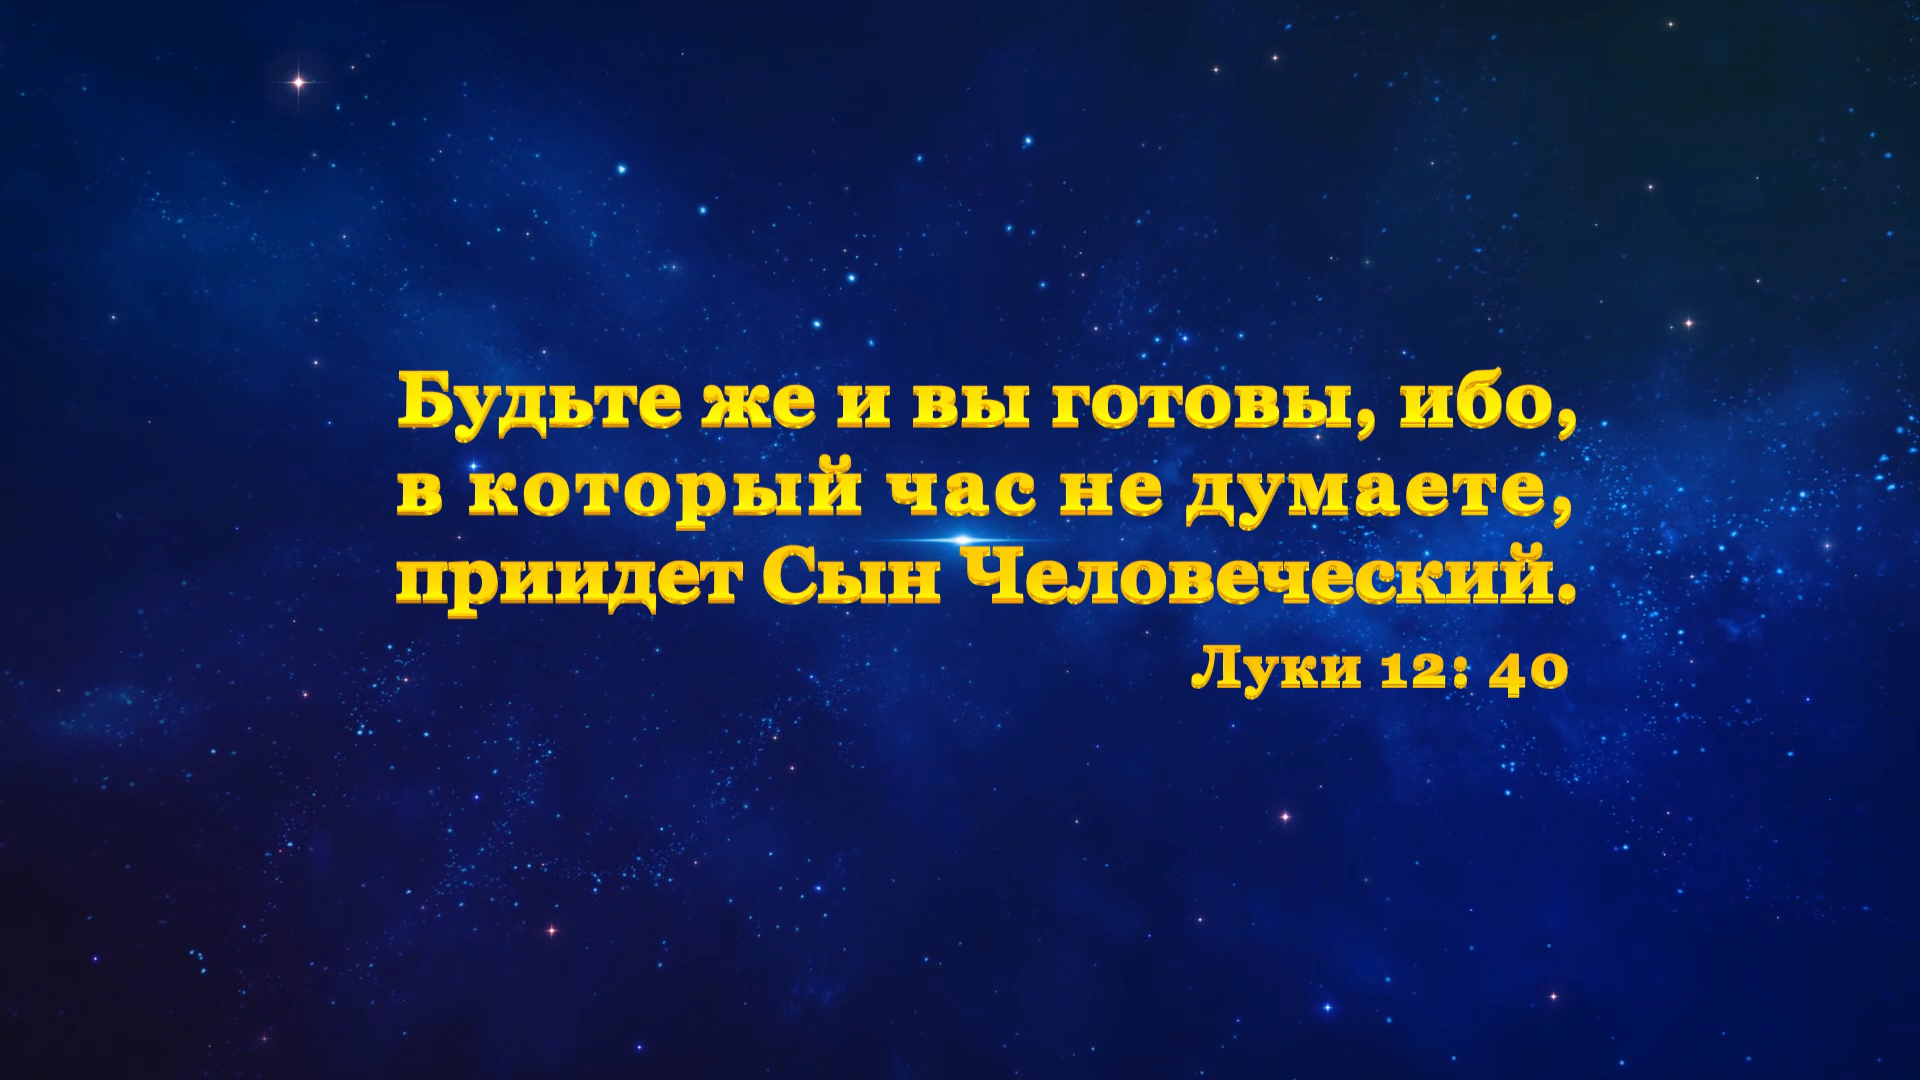 Будьте же и вы готовы, ибо,
в который час не думаете,
приидет Сын Человеческий.
Луки 12: 40